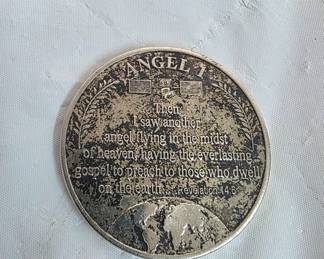 ANGEL 1
Then
I saw another
angel flying in the midst
of heaven, having the everlasting
gospel to preach to those who dwell
on the earth... Revelation 14:6